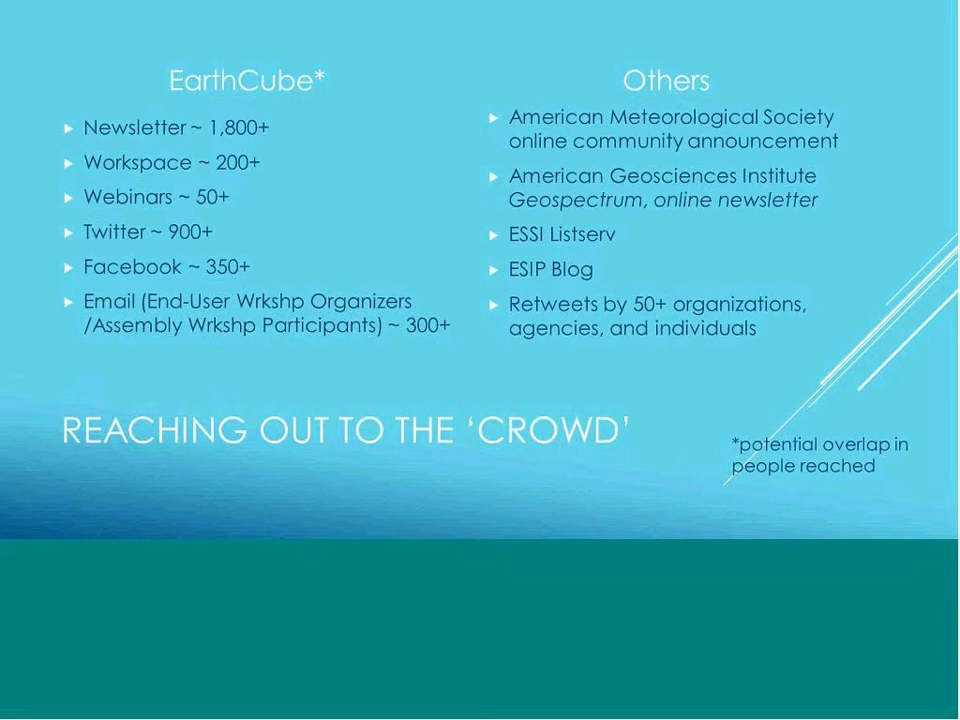 EarthCube*
Newsletter ~ 1,800+
Workspace ~ 200+
Webinars ~ 50+
Twitter ~ 900+
Facebook ~ 350+
Email (End-User Wrkshp Organizers
/Assembly Wrkshp Participants) ~ 300+
Others
American Meteorological Society
online community announcement
American Geosciences Institute
Geospectrum, online newsletter
ESSI Listserv
ESIP Blog
Retweets by 50+ organizations,
agencies, and individuals
REACHING OUT TO THE ‘CROWD’
*potential overlap in
people reached